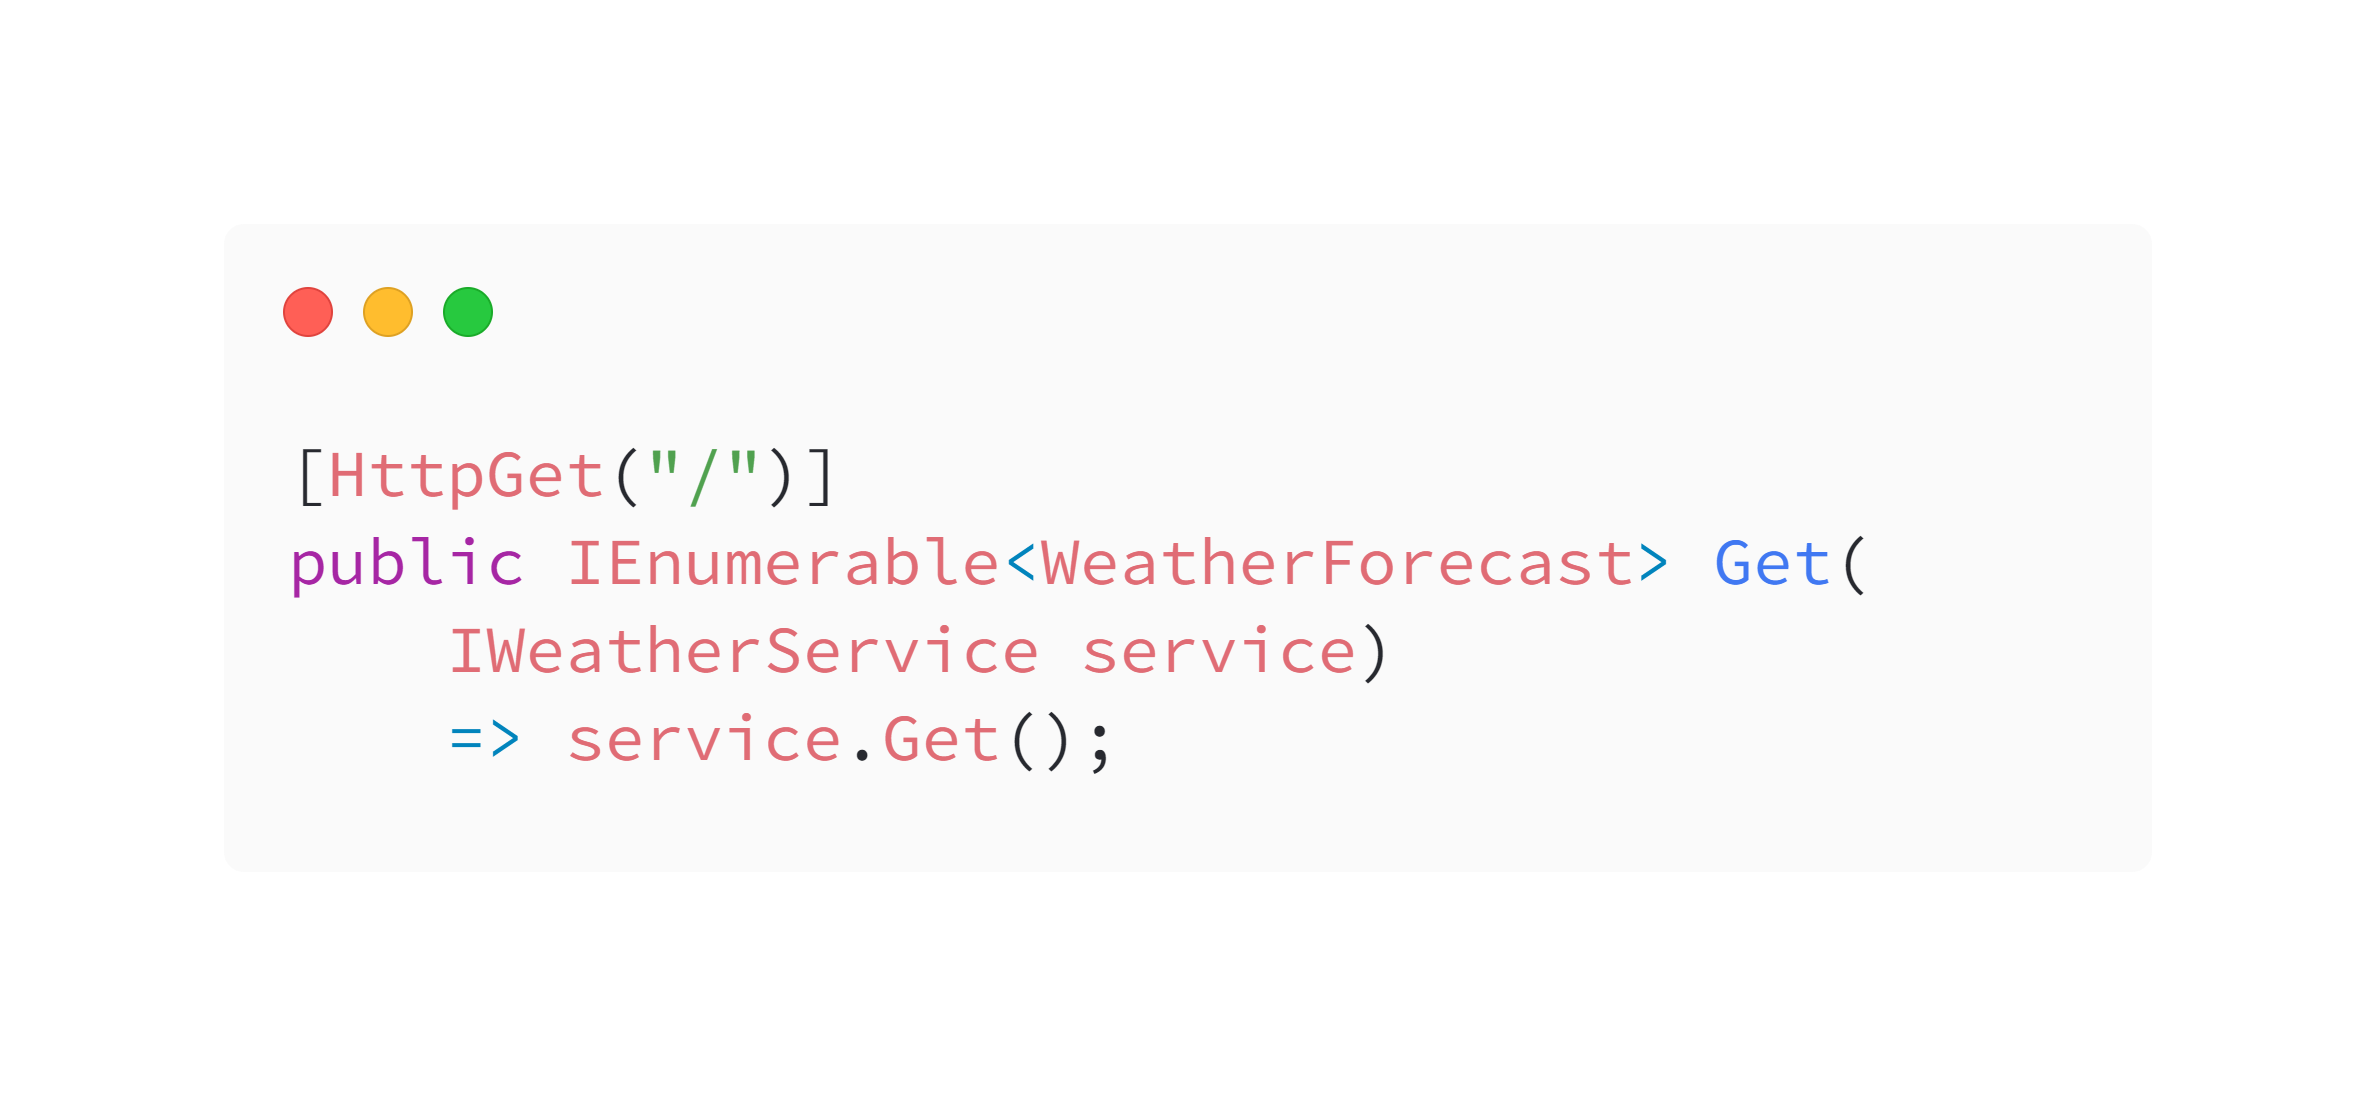 [HttpGet("/")]
public IEnumerable<WeatherForecast> Get(
    IWeatherService service)
    => service.Get();